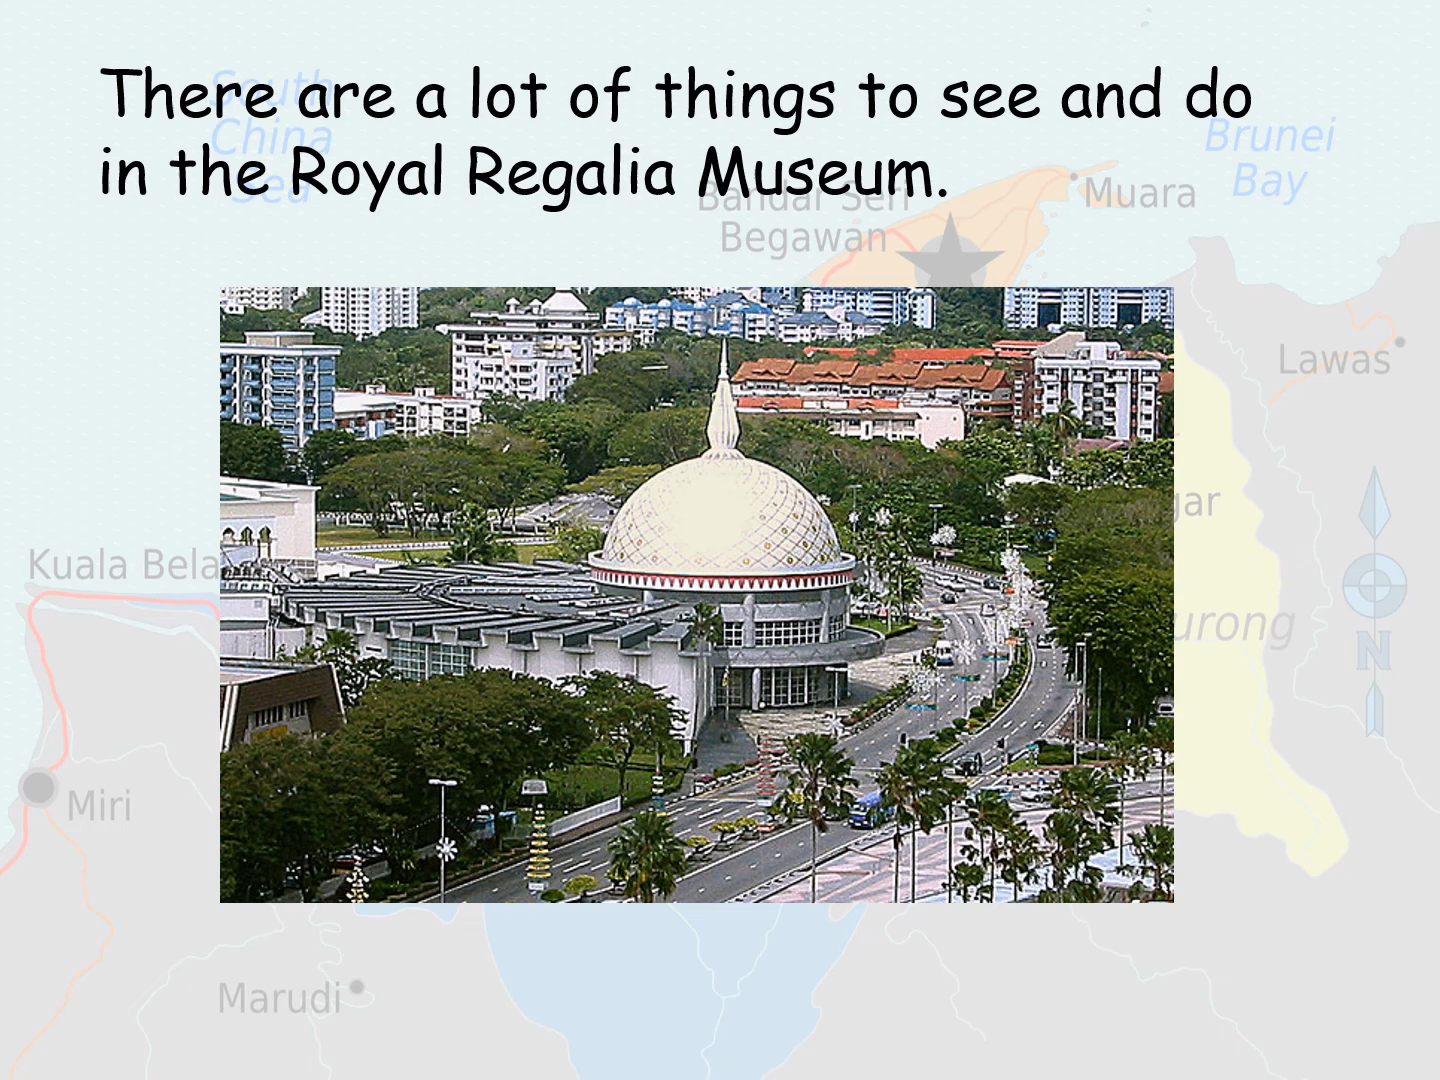 There are a lot of things to see and do
in the Royal Regalia Museum.
South
China
Sea
Brunei
Bay
Bandar Seri
Begawan
Muara
Lawas
Kuala Bela
N
Miri
Marudi